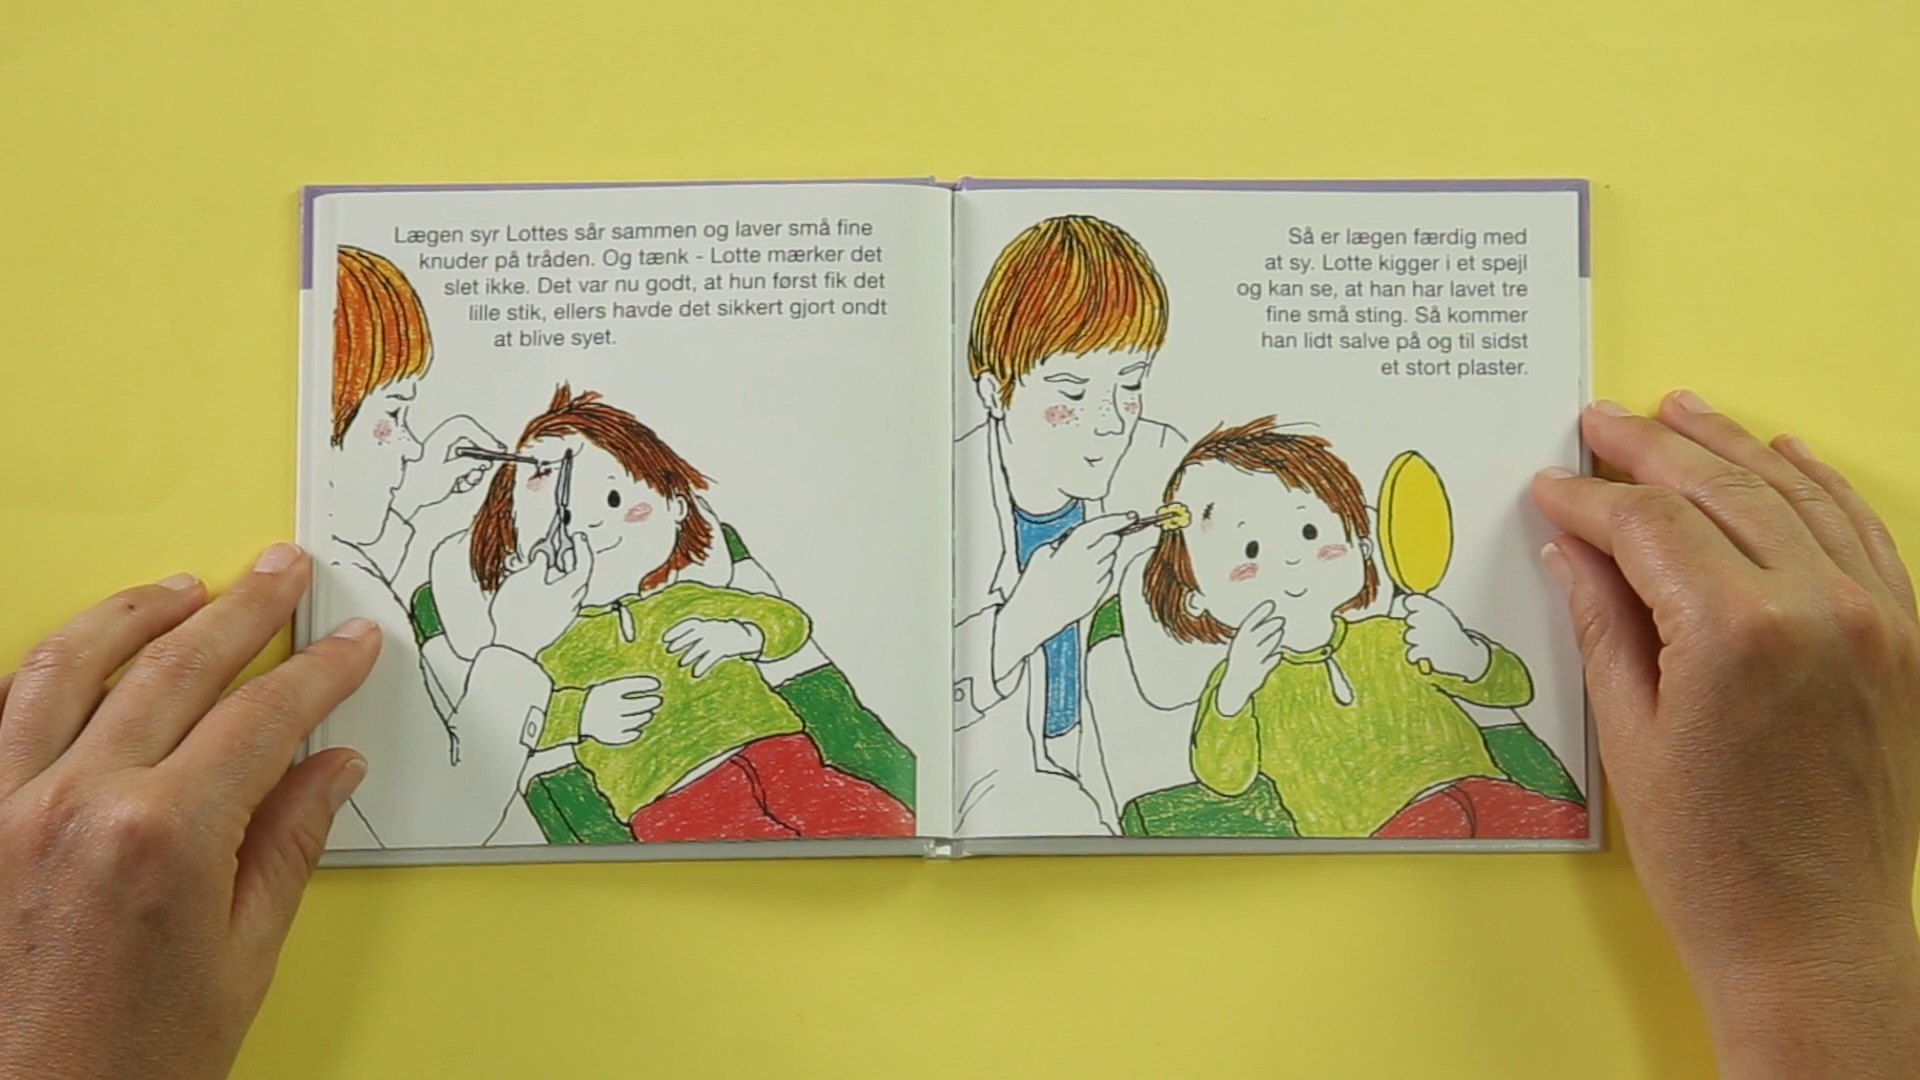 Lægen syr Lottes sår sammen og laver små fine
knuder på tråden. Og tænk - Lotte mærker det
slet ikke. Det var nu godt, at hun først fik det
lille stik, ellers havde det sikkert gjort ondt
at blive syet.
Så er lægen færdig med
at sy. Lotte kigger i et spejl
og kan se, at han har lavet tre
fine små sting. Så kommer
han lidt salve på og til sidst
et stort plaster.